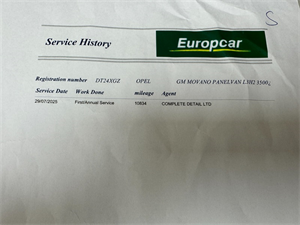 S
Service History
Europcar
Registration number DT24XGZ OPEL GM MOVANO PANELVAN L3H2 3500
Service Date Work Done mileage Agent
29/07/2025 First/Annual Service 10834 COMPLETE DETAIL LTD